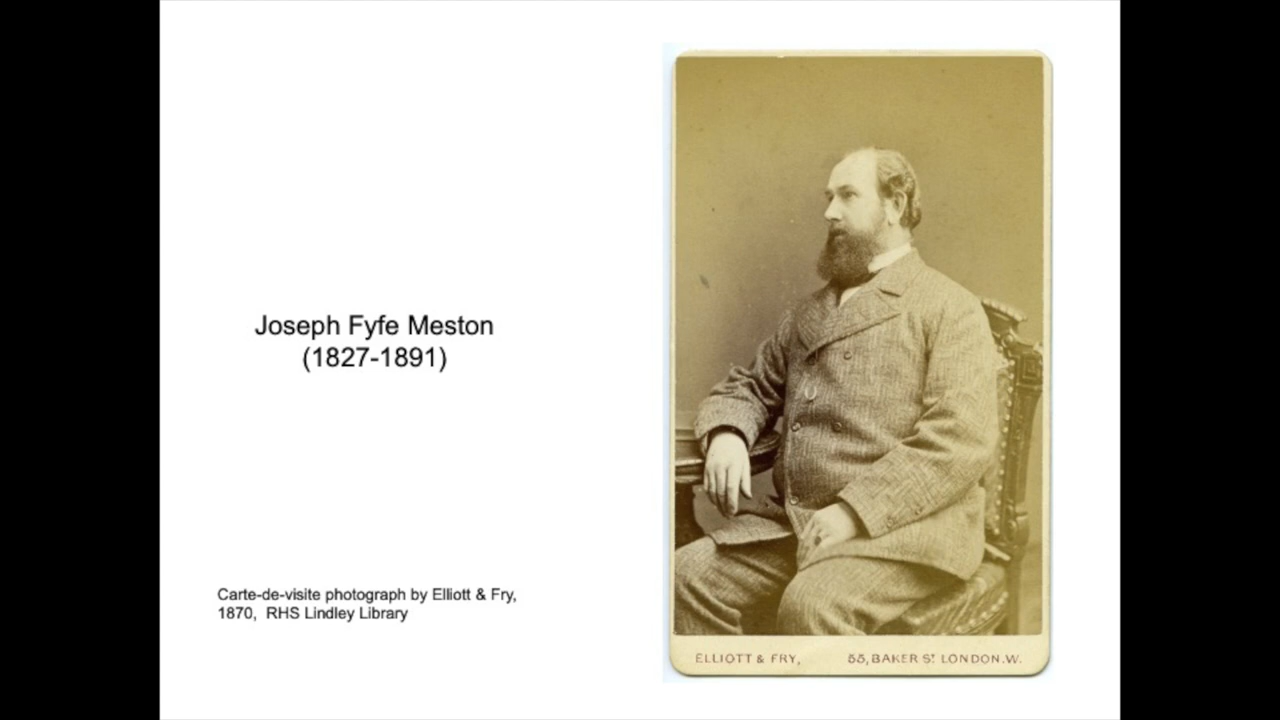 Joseph Fyfe Meston
(1827-1891)
Carte-de-visite photograph by Elliott & Fry,
1870, RHS Lindley Library
ELLIOTT & FRY, 55, BAKER ST LONDON. W.